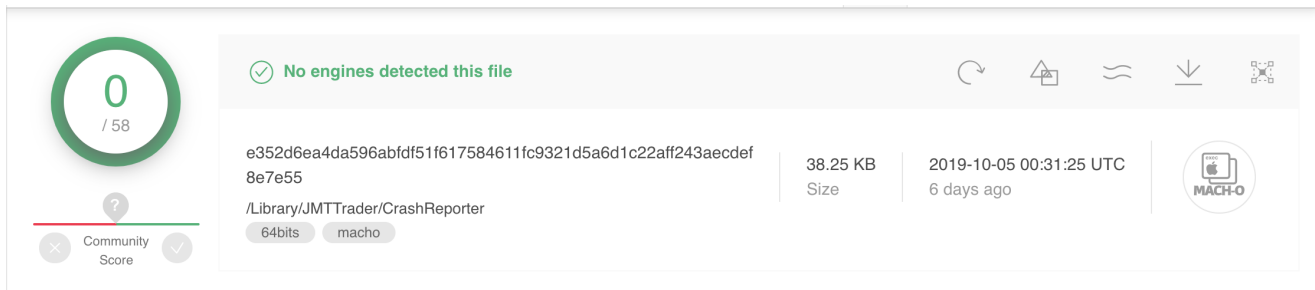 0
/ 58
?
Community
Score
No engines detected this file
e352d6ea4da596abfdf51f617584611fc9321d5a6d1c22aff243aecdef
8e7e55
/Library/JMTTrader/CrashReporter
64bits
macho
38.25 KB
Size
2019-10-05 00:31:25 UTC
6 days ago
exec
MACH-O